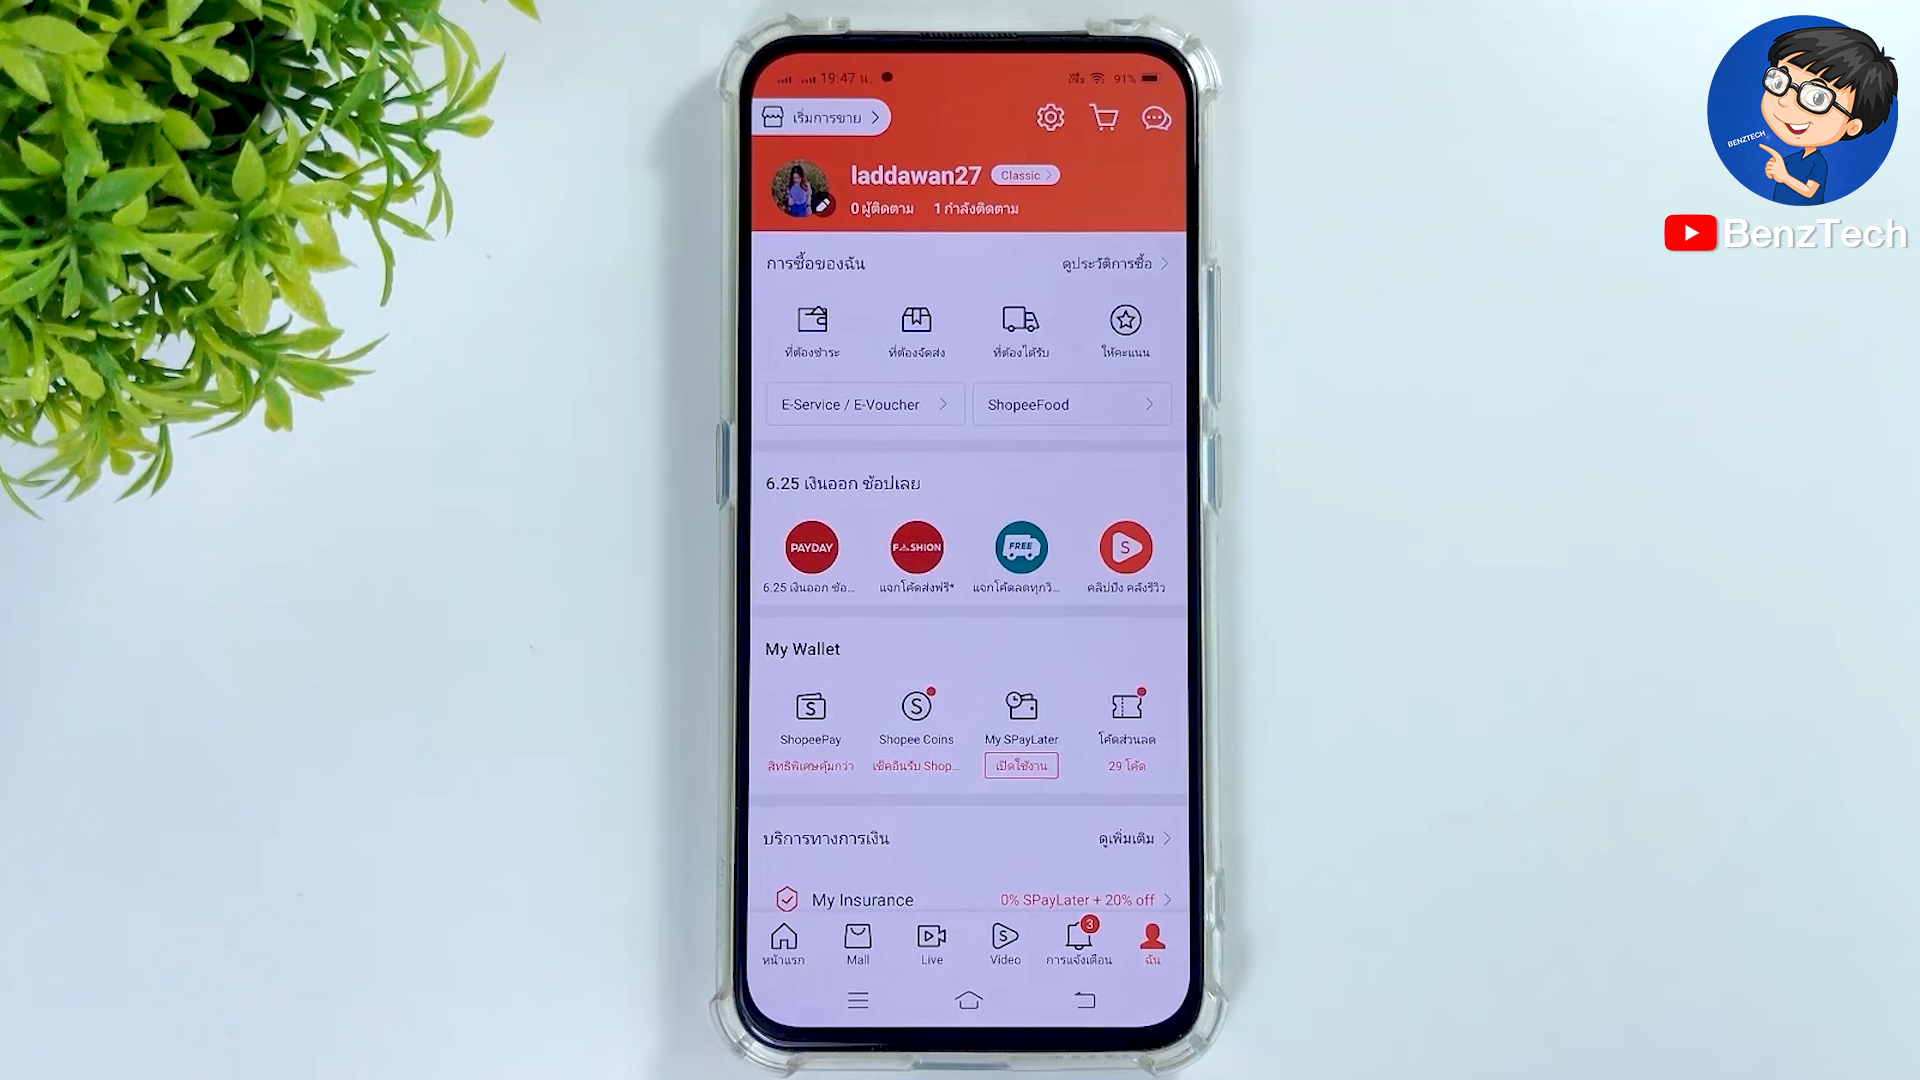 19:47 น.
91%
เริ่มการขาย
laddawan27 Classic
0 ผู้ติดตาม 1 กำลังติดตาม
การซื้อของฉัน ดูประวัติการซื้อ
ที่ต้องชำระ ที่ต้องจัดส่ง ที่ต้องได้รับ ให้คะแนน
E-Service / E-Voucher ShopeeFood
6.25 เงินออก ช้อปเลย
PAYDAY FASHION FREE S
6.25 เงินออก ช้อ... แจกโค้ดส่งฟรี* แจกโค้ดลดทุกวั... คลิปปัง คลังรีวิว
My Wallet
ShopeePay Shopee Coins My SPayLater โค้ดส่วนลด
สิทธิพิเศษคุ้มกว่า เช็คอินรับ Shop... เปิดใช้งาน 29 โค้ด
บริการทางการเงิน ดูเพิ่มเติม
My Insurance 0% SPayLater + 20% off
3
หน้าแรก Mall Live Video การแจ้งเตือน ฉัน
BENZTECH
BenzTech